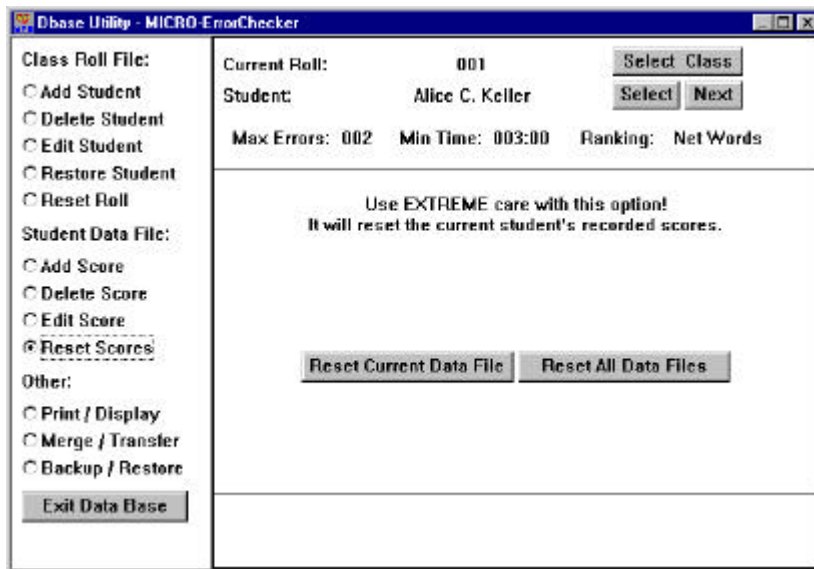 Dbase Utility - MICRO-ErrorChecker
Class Roll File:
Add Student
Delete Student
Edit Student
Restore Student
Reset Roll
Student Data File:
Add Score
Delete Score
Edit Score
Reset Scores
Other:
Print / Display
Merge / Transfer
Backup / Restore
Exit Data Base
Current Roll: 001 Select Class
Student: Alice C. Keller Select Next
Max Errors: 002 Min Time: 003:00 Ranking: Net Words
Use EXTREME care with this option!
It will reset the current student's recorded scores.
Reset Current Data File Reset All Data Files